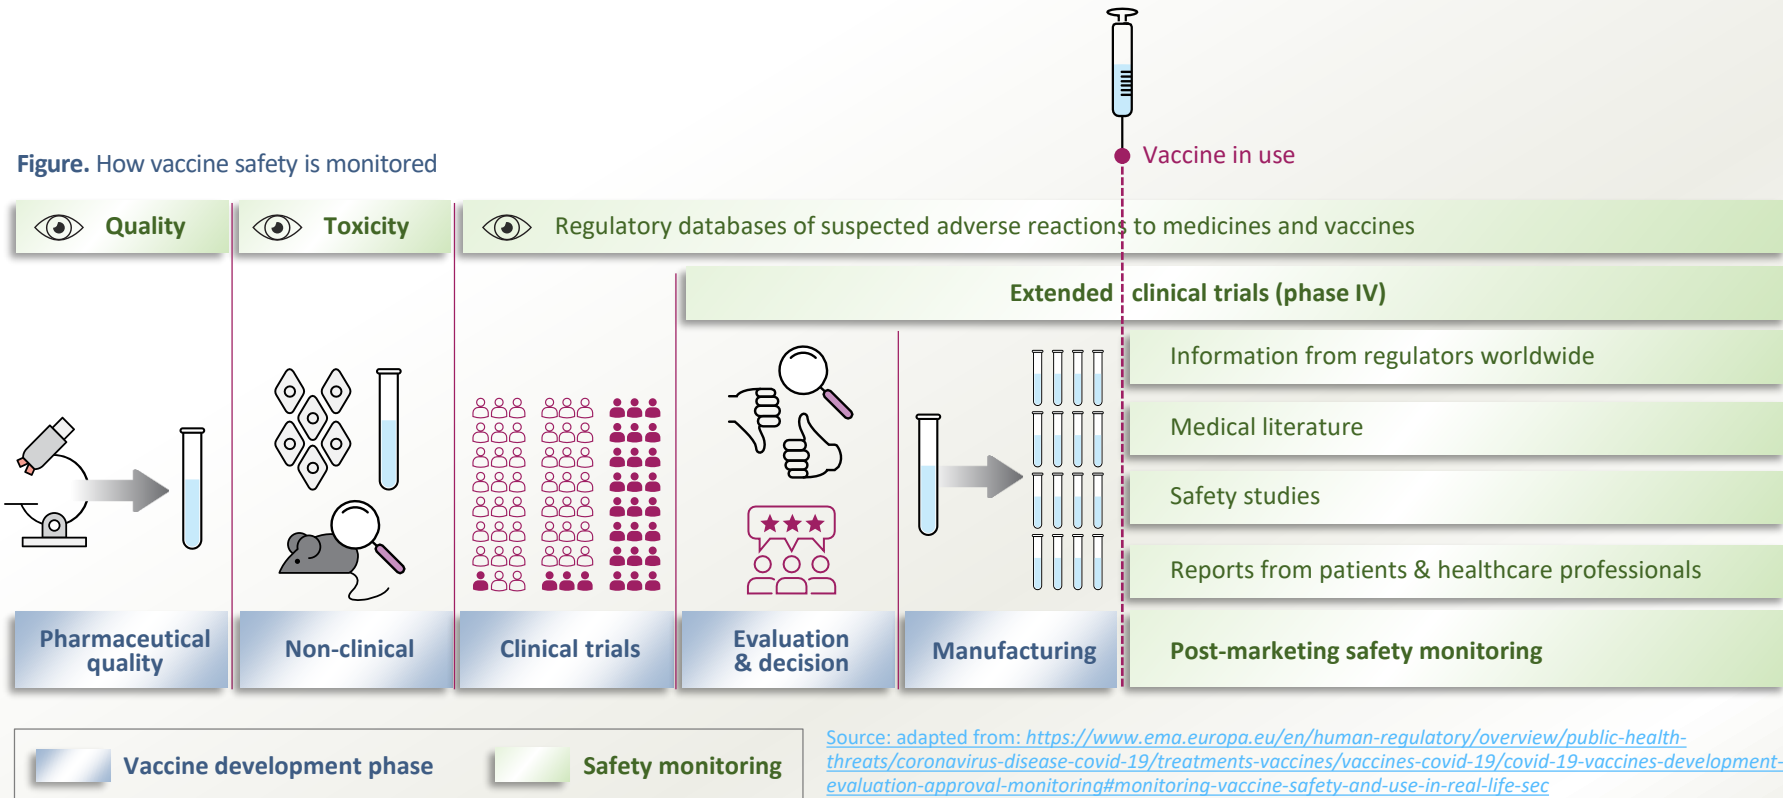 Vaccine in use
Figure. How vaccine safety is monitored
Quality
Toxicity
Regulatory databases of suspected adverse reactions to medicines and vaccines
Extended clinical trials (phase IV)
Information from regulators worldwide
Medical literature
Safety studies
Reports from patients & healthcare professionals
Pharmaceutical
quality
Non-clinical
Clinical trials
Evaluation
& decision
Manufacturing
Post-marketing safety monitoring
Vaccine development phase
Safety monitoring
Source: adapted from: https://www.ema.europa.eu/en/human-regulatory/overview/public-health-
threats/coronavirus-disease-covid-19/treatments-vaccines/vaccines-covid-19/covid-19-vaccines-development-
evaluation-approval-monitoring#monitoring-vaccine-safety-and-use-in-real-life-sec